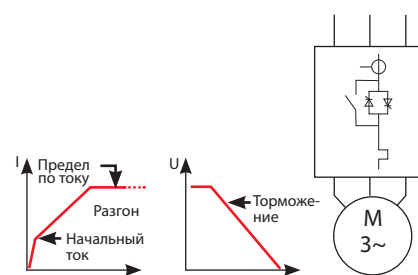 I
Предел
по току
Разгон
Начальный
ток
U
Торможе-
ние
M
3~